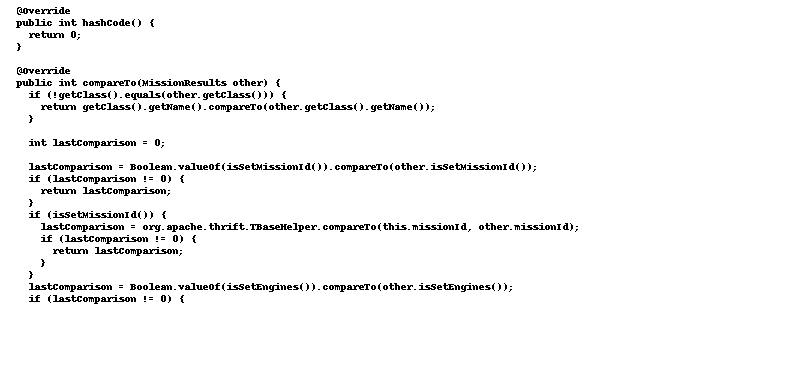 @Override
public int hashCode() {
return 0;
}
@Override
public int compareTo(MissionResults other) {
if (!getClass().equals(other.getClass())) {
return getClass().getName().compareTo(other.getClass().getName());
}
int lastComparison = 0;
lastComparison = Boolean.valueOf(isSetMissionId()).compareTo(other.isSetMissionId());
if (lastComparison != 0) {
return lastComparison;
}
if (isSetMissionId()) {
lastComparison = org.apache.thrift.TBaseHelper.compareTo(this.missionId, other.missionId);
if (lastComparison != 0) {
return lastComparison;
}
}
lastComparison = Boolean.valueOf(isSetEngines()).compareTo(other.isSetEngines());
if (lastComparison != 0) {